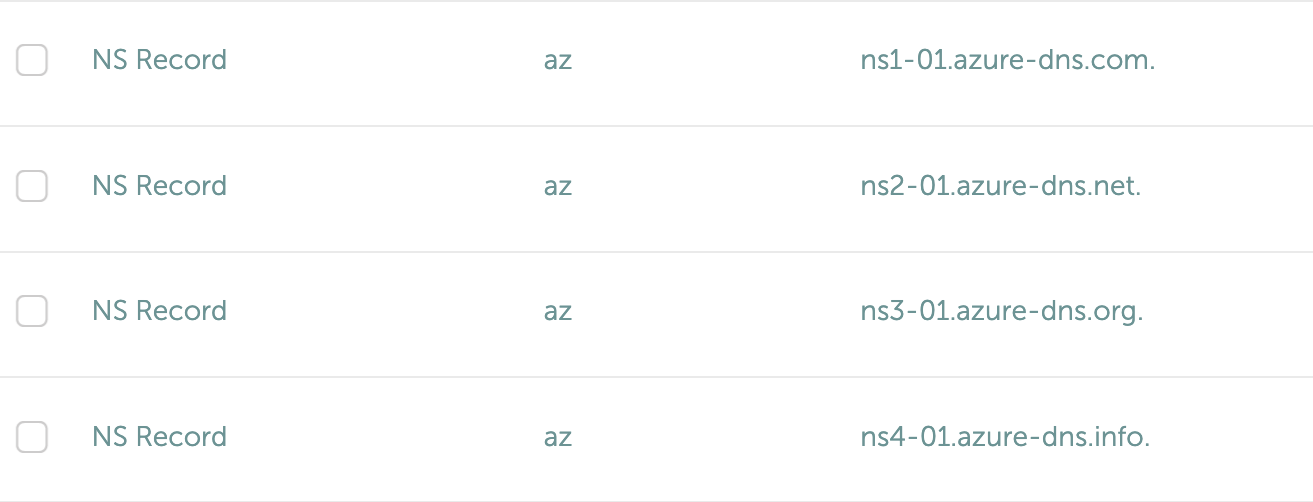 NS Record az ns1-01.azure-dns.com.
NS Record az ns2-01.azure-dns.net.
NS Record az ns3-01.azure-dns.org.
NS Record az ns4-01.azure-dns.info.